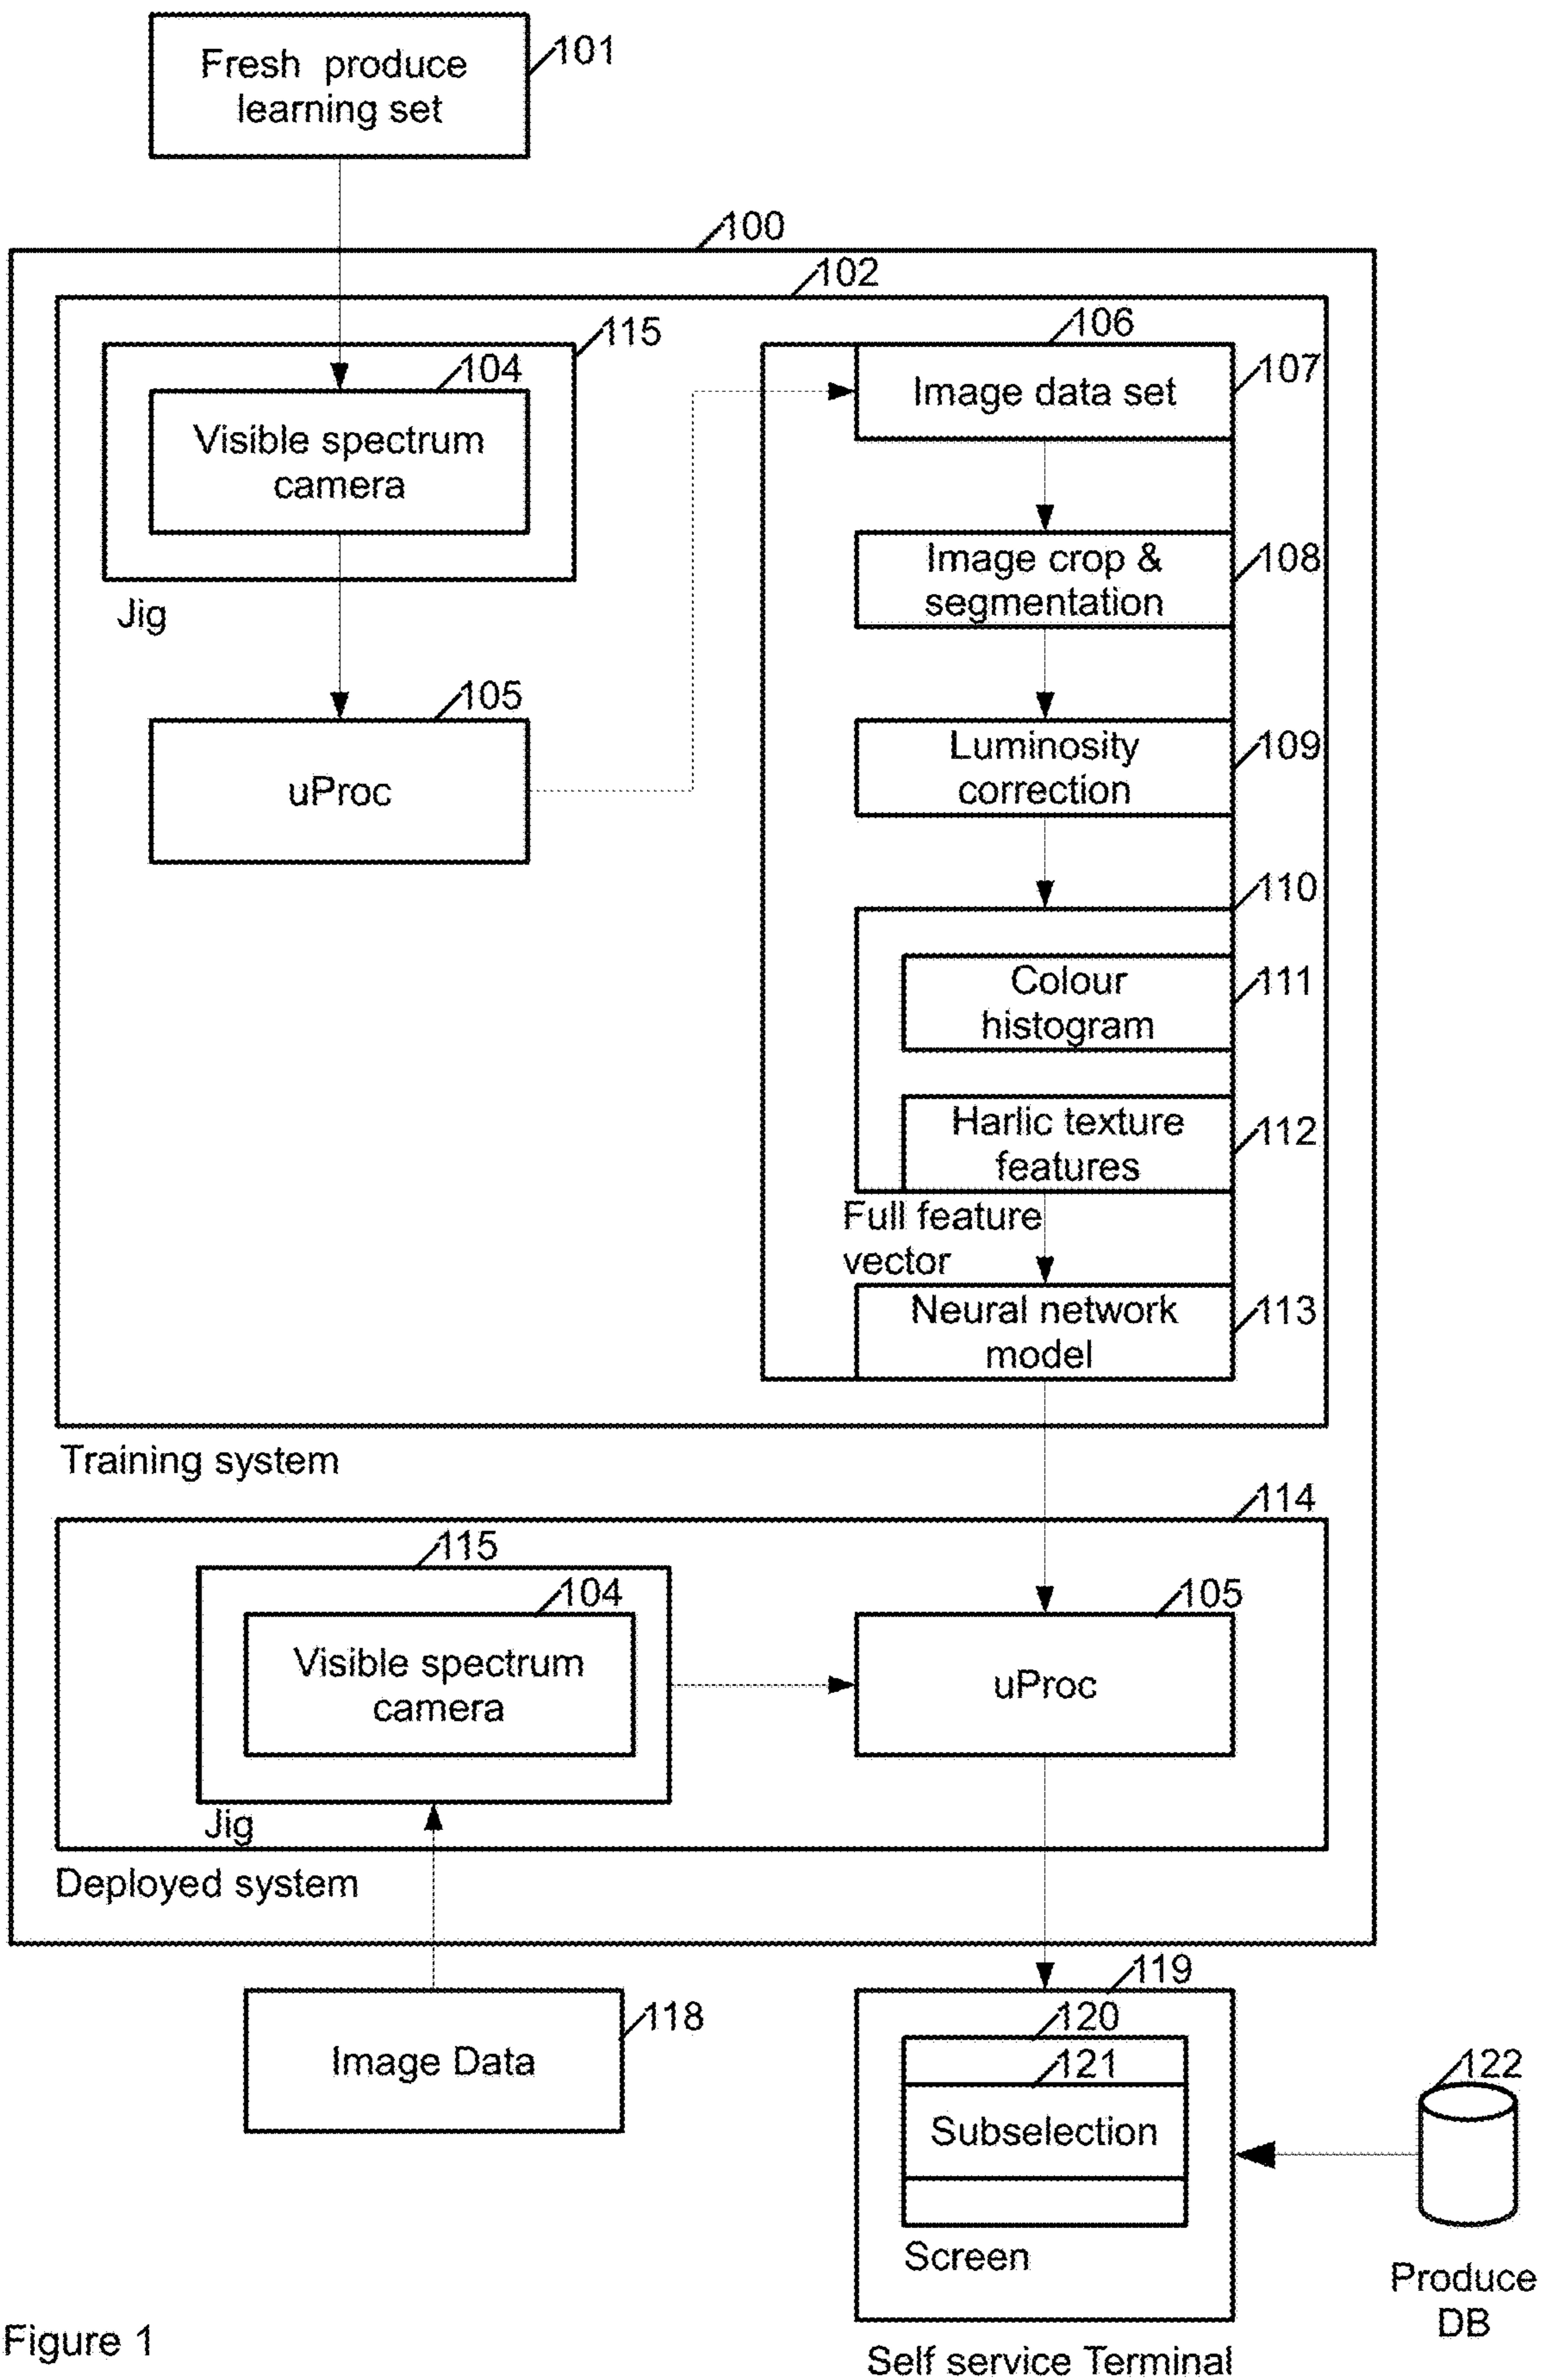 Fresh produce
learning set
101
100
102
115
104
Visible spectrum
camera
Jig
105
uProc
106
Image data set
107
Image crop &
segmentation
108
Luminosity
correction
109
110
Colour
histogram
111
Harlic texture
features
112
Full feature
vector
Neural network
model
113
Training system
114
115
104
Visible spectrum
camera
Jig
105
uProc
Deployed system
Image Data
118
119
120
121
Subselection
Screen
Self service Terminal
122
Produce
DB
Figure 1